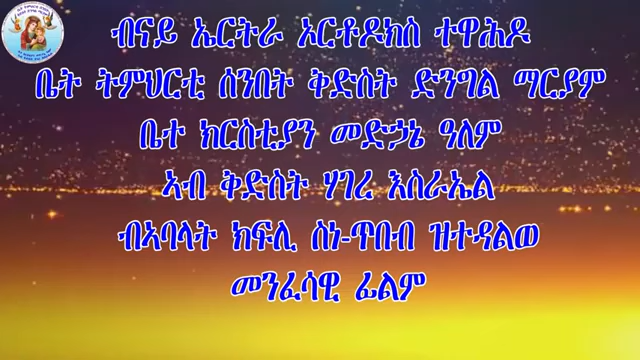 ብናይ ኤርትራ ኦርቶዶክስ ተዋሕዶ
ቤት ትምህርቲ ሰንበት ቅድስት ድንግል ማርያም
ቤተ ክርስቲያን መድኃኔ ዓለም
ኣብ ቅድስት ሃገረ እስራኤል
ብኣባላት ክፍሊ ስነ-ጥበብ ዝተዳልወ
መንፈሳዊ ፊልም